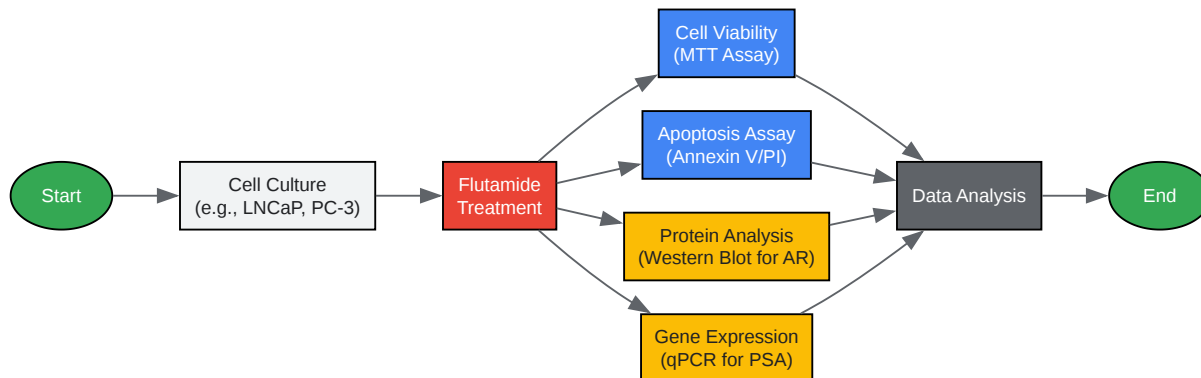 Start
Cell Culture
(e.g., LNCaP, PC-3)
Flutamide
Treatment
Cell Viability
(MTT Assay)
Apoptosis Assay
(Annexin V/PI)
Protein Analysis
(Western Blot for AR)
Gene Expression
(qPCR for PSA)
Data Analysis
End